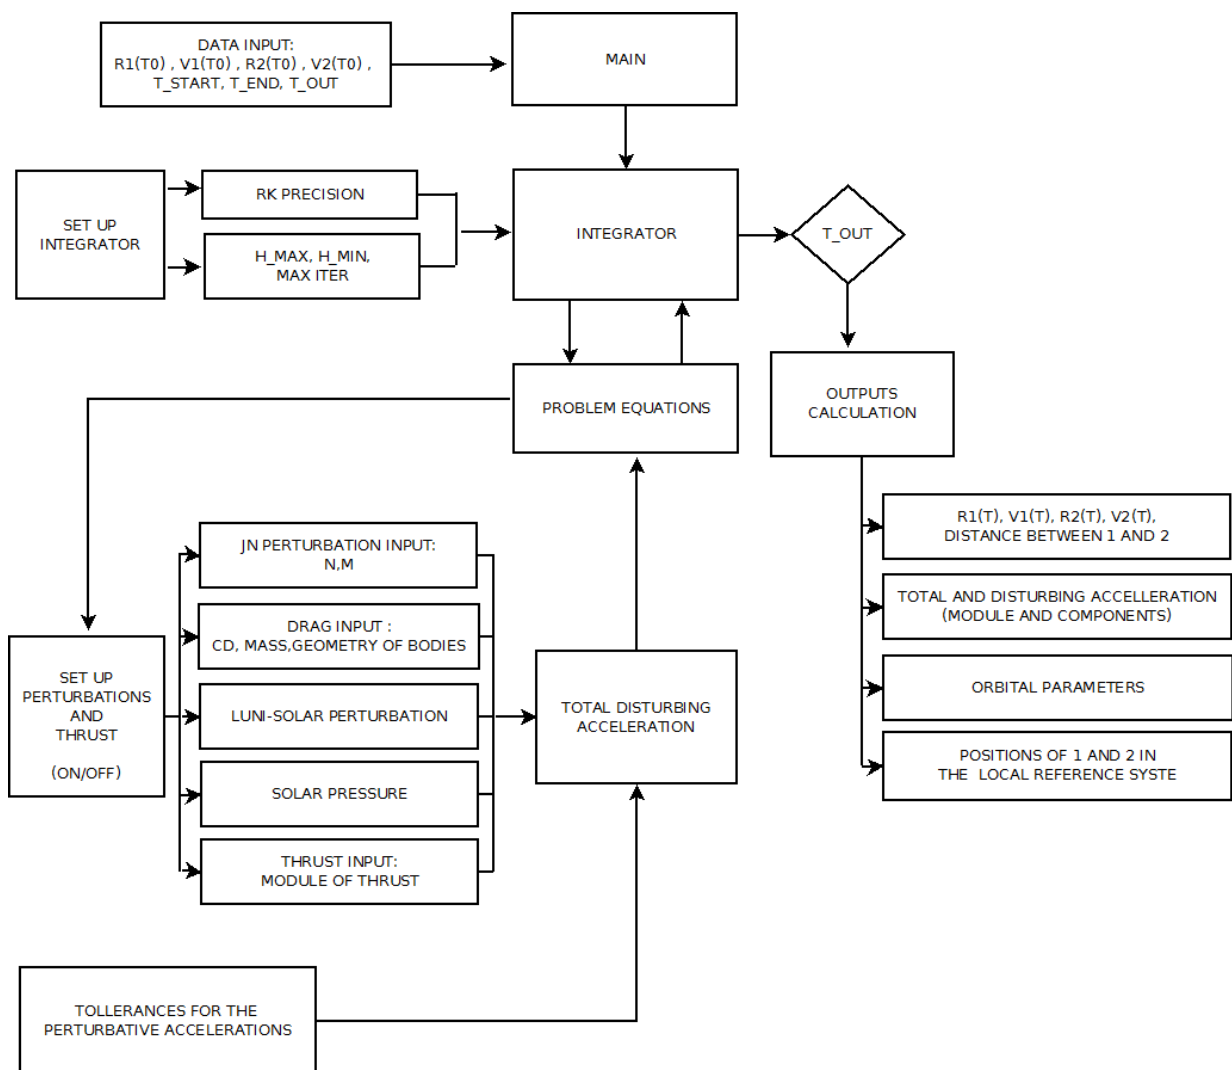 DATA INPUT:
R1(T0) , V1(T0) , R2(T0) , V2(T0) ,
T_START, T_END, T_OUT
MAIN
SET UP
INTEGRATOR
RK PRECISION
H_MAX, H_MIN,
MAX ITER
INTEGRATOR
T_OUT
PROBLEM EQUATIONS
OUTPUTS
CALCULATION
R1(T), V1(T), R2(T), V2(T),
DISTANCE BETWEEN 1 AND 2
TOTAL AND DISTURBING ACCELLERATION
(MODULE AND COMPONENTS)
ORBITAL PARAMETERS
POSITIONS OF 1 AND 2 IN
THE LOCAL REFERENCE SYSTE
SET UP
PERTURBATIONS
AND
THRUST
(ON/OFF)
JN PERTURBATION INPUT:
N,M
DRAG INPUT :
CD, MASS,GEOMETRY OF BODIES
LUNI-SOLAR PERTURBATION
SOLAR PRESSURE
THRUST INPUT:
MODULE OF THRUST
TOTAL DISTURBING
ACCELERATION
TOLLERANCES FOR THE
PERTURBATIVE ACCELERATIONS